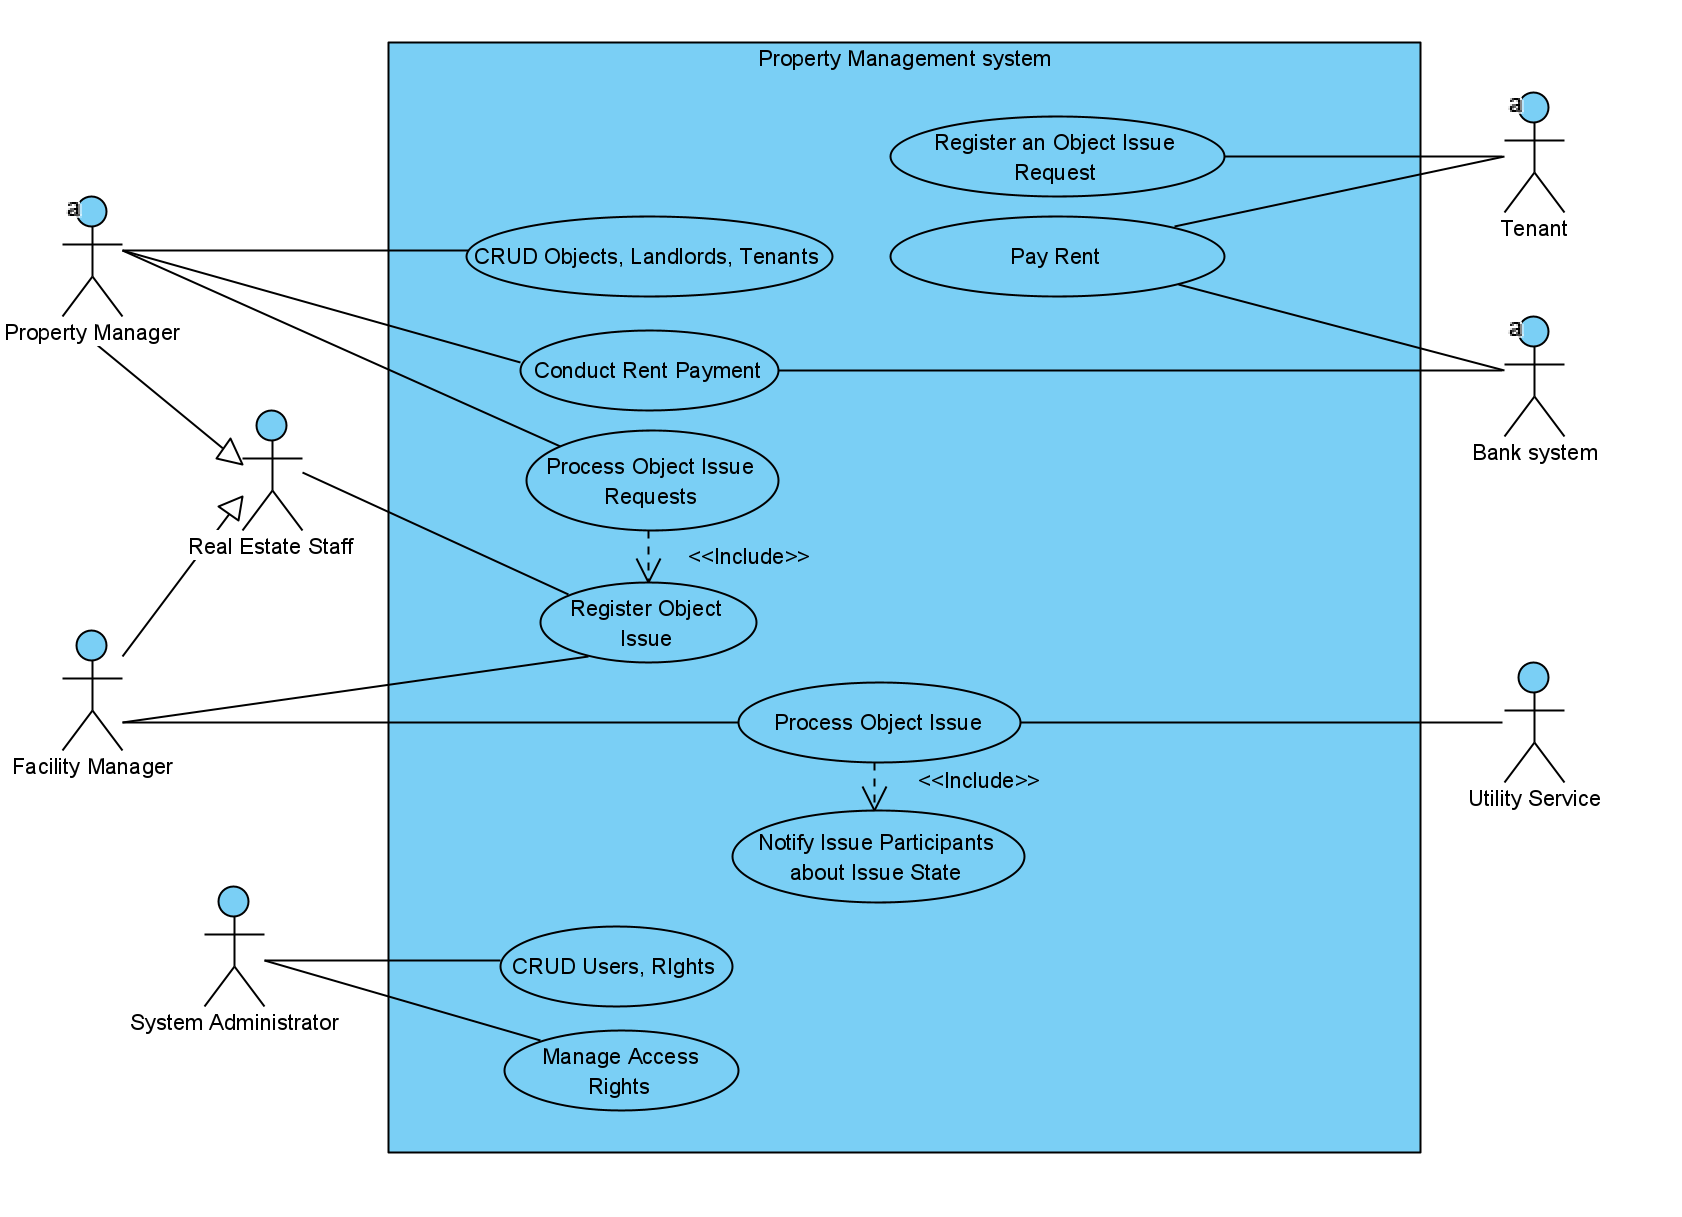 Property Management system
Register an Object Issue
Request
a
Tenant
a
Property Manager
CRUD Objects, Landlords, Tenants
Pay Rent
a
Bank system
Conduct Rent Payment
Process Object Issue
Requests
<<Include>>
Real Estate Staff
Register Object
Issue
Facility Manager
Process Object Issue
Utility Service
<<Include>>
Notify Issue Participants
about Issue State
System Administrator
CRUD Users, RIghts
Manage Access
Rights